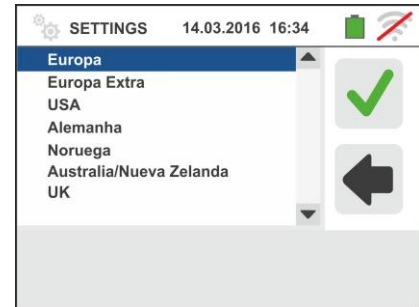 SETTINGS 14.03.2016 16:34
Europa
Europa Extra
USA
Alemanha
Noruega
Australia/Nueva Zelanda
UK